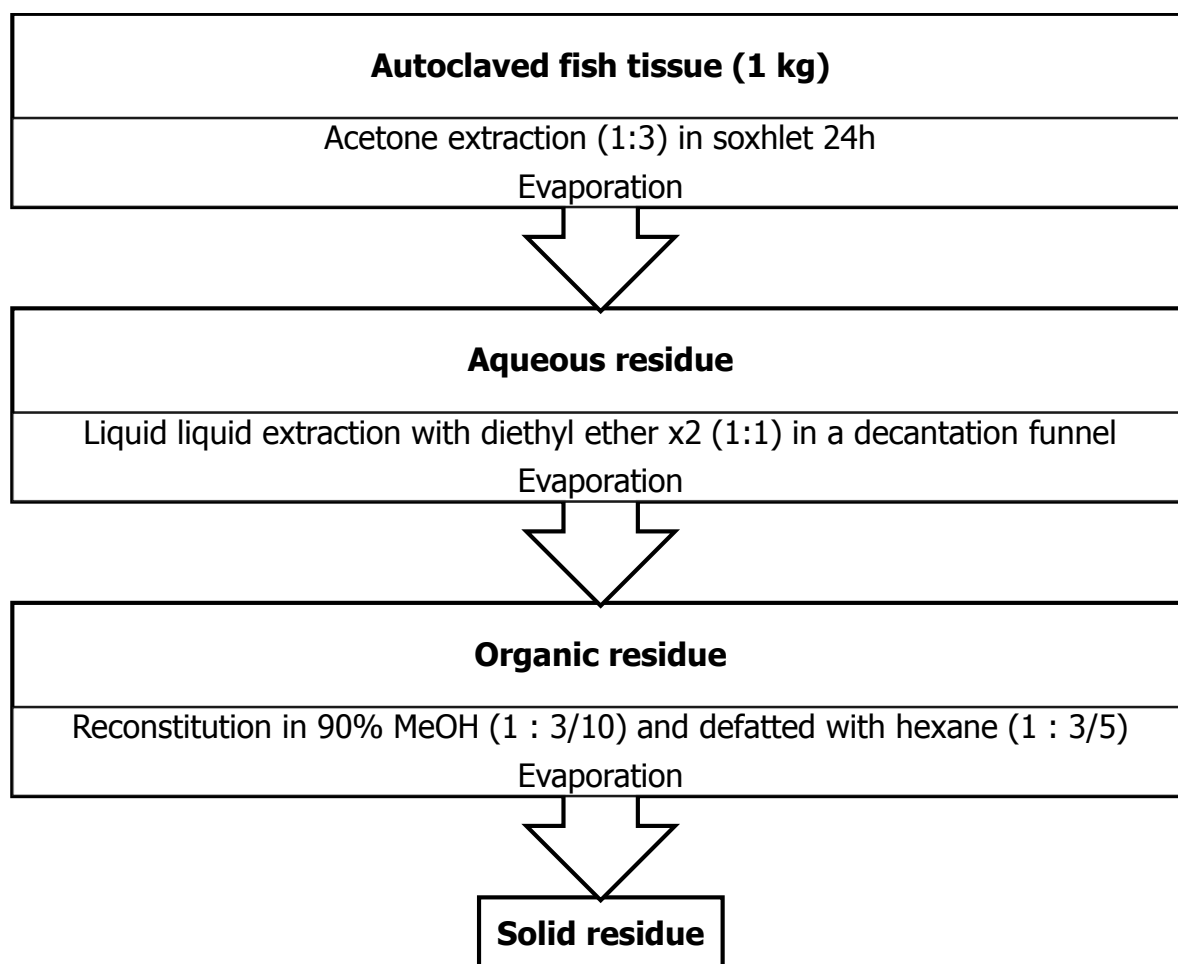 Autoclaved fish tissue (1 kg)
Acetone extraction (1:3) in soxhlet 24h
Evaporation
Aqueous residue
Liquid liquid extraction with diethyl ether x2 (1:1) in a decantation funnel
Evaporation
Organic residue
Reconstitution in 90% MeOH (1 : 3/10) and defatted with hexane (1 : 3/5)
Evaporation
Solid residue